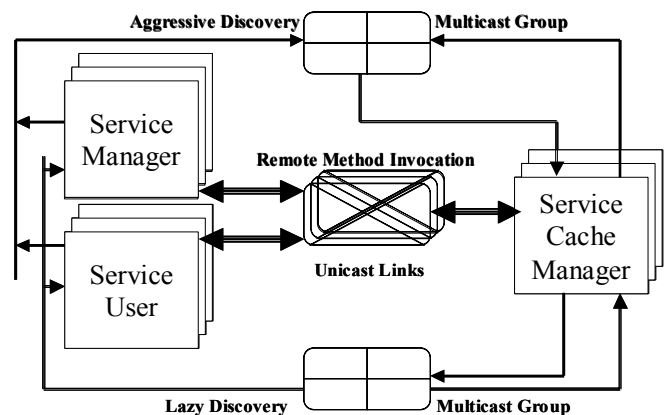 Aggressive Discovery
Multicast Group
Service
Manager
Remote Method Invocation
Service
Cache
Manager
Service
User
Unicast Links
Lazy Discovery
Multicast Group